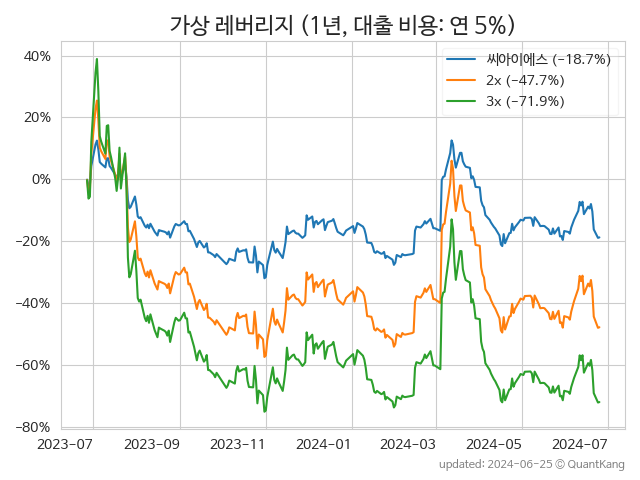 가상 레버리지 (1년, 대출 비용: 연 5%)
씨아이에스 (−18.7%)
2x (−47.7%)
3x (−71.9%)
40%
20%
0%
−20%
−40%
−60%
−80%
2023-07 2023-09 2023-11 2024-01 2024-03 2024-05 2024-07
updated: 2024-06-25 ⓒ QuantKang